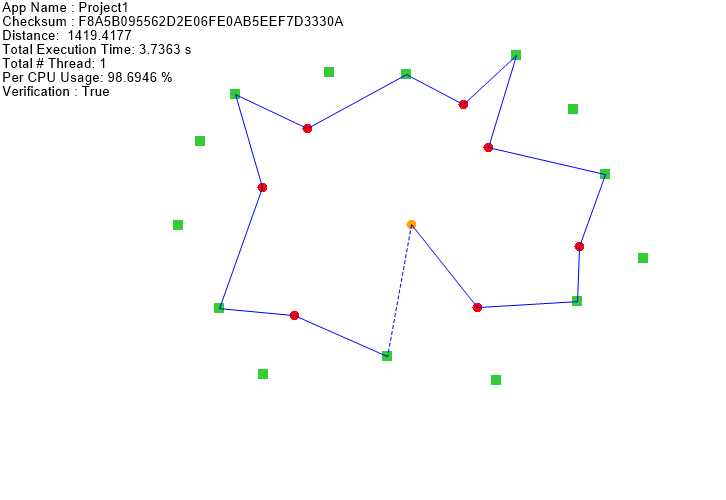 App Name : Project1
Checksum : F8A5B095562D2E06FE0AB5EEF7D3330A
Distance:  1419.4177
Total Execution Time: 3.7363 s
Total # Thread: 1
Per CPU Usage: 98.6946 %
Verification : True